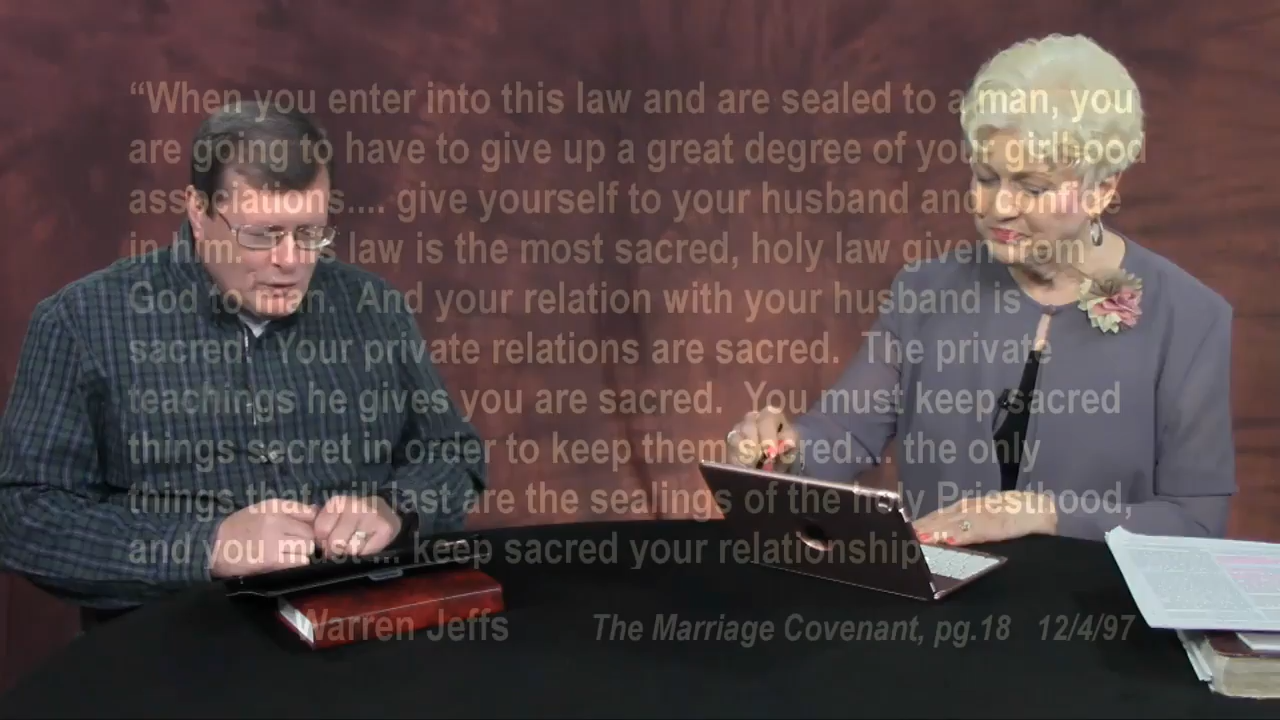 “When you enter into this law and are sealed to a man, you
are going to have to give up a great degree of your girlhood
associations.... give yourself to your husband and confide
in him. This law is the most sacred, holy law given from
God to man. And your relation with your husband is
sacred. Your private relations are sacred. The private
teachings he gives you are sacred. You must keep sacred
things secret in order to keep them sacred... the only
things that will last are the sealings of the holy Priesthood,
and you must ... keep sacred your relationship.”
Warren Jeffs The Marriage Covenant, pg.18 12/4/97